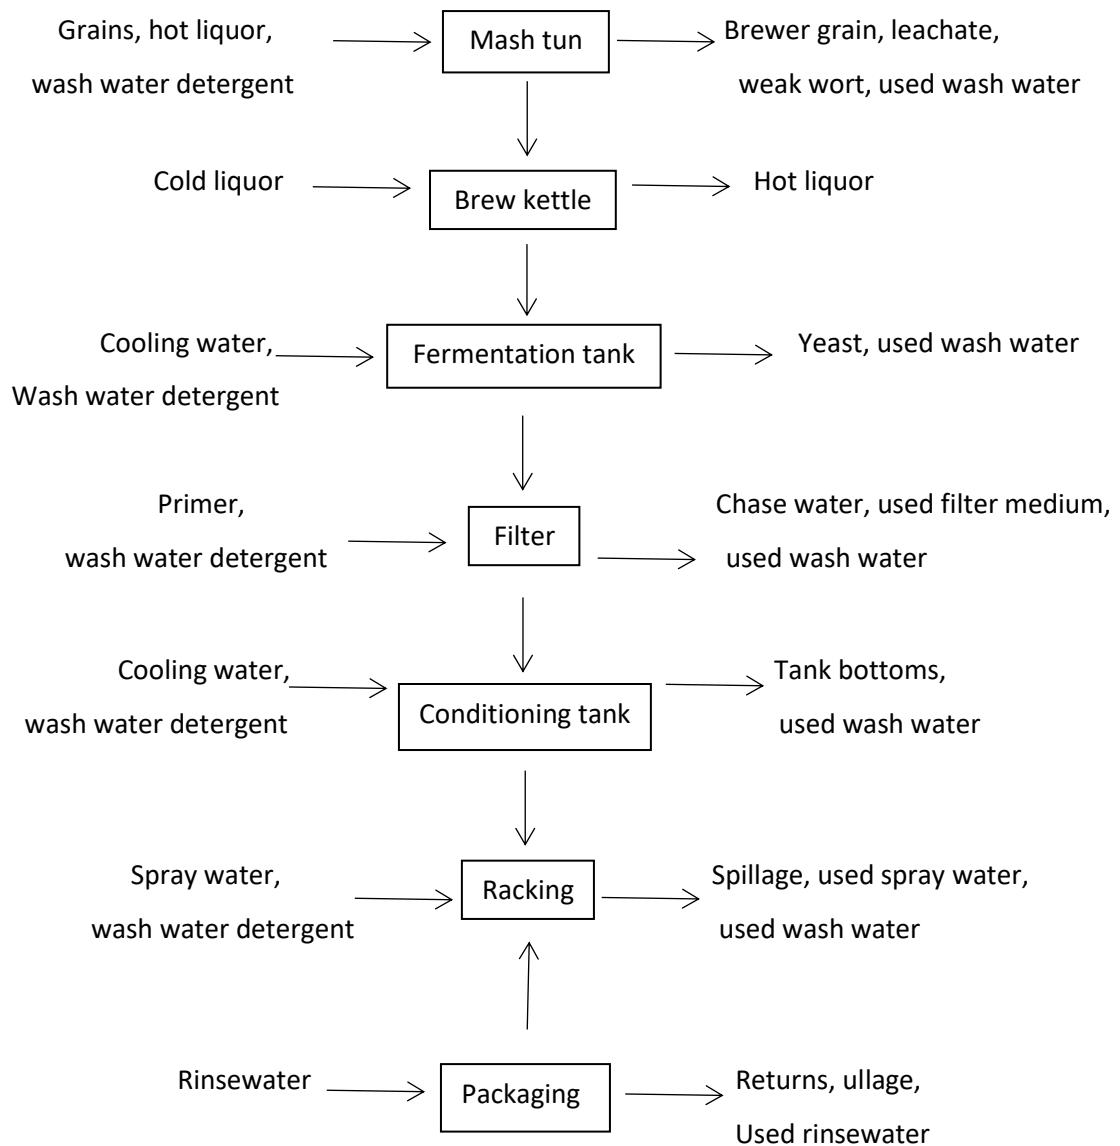 Grains, hot liquor,
wash water detergent
Mash tun
Brewer grain, leachate,
weak wort, used wash water
Cold liquor
Brew kettle
Hot liquor
Cooling water,
Wash water detergent
Fermentation tank
Yeast, used wash water
Primer,
wash water detergent
Filter
Chase water, used filter medium,
used wash water
Cooling water,
wash water detergent
Conditioning tank
Tank bottoms,
used wash water
Spray water,
wash water detergent
Racking
Spillage, used spray water,
used wash water
Rinsewater
Packaging
Returns, ullage,
Used rinsewater